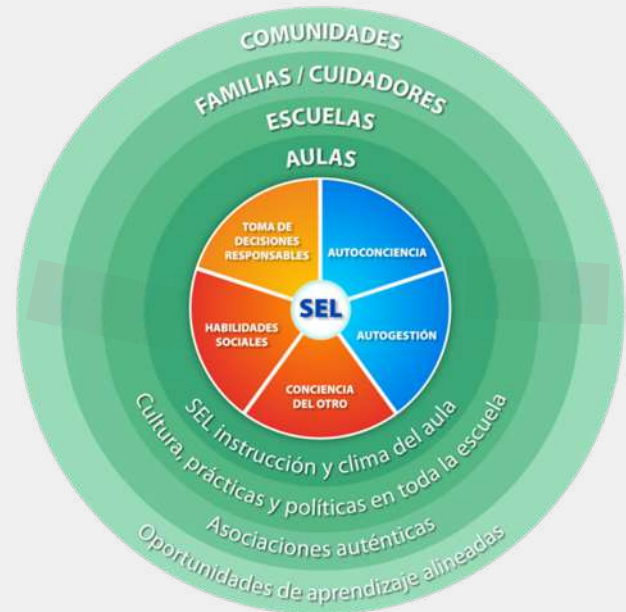 COMUNIDADES
FAMILIAS / CUIDADORES
ESCUELAS
AULAS
TOMA DE
DECISIONES
RESPONSABLES
AUTOCONCIENCIA
SEL
HABILIDADES
SOCIALES
AUTOGESTIÓN
CONCIENCIA
DEL OTRO
SEL instrucción y clima del aula
Cultura, prácticas y políticas en toda la escuela
Asociaciones auténticas
Oportunidades de aprendizaje alineadas